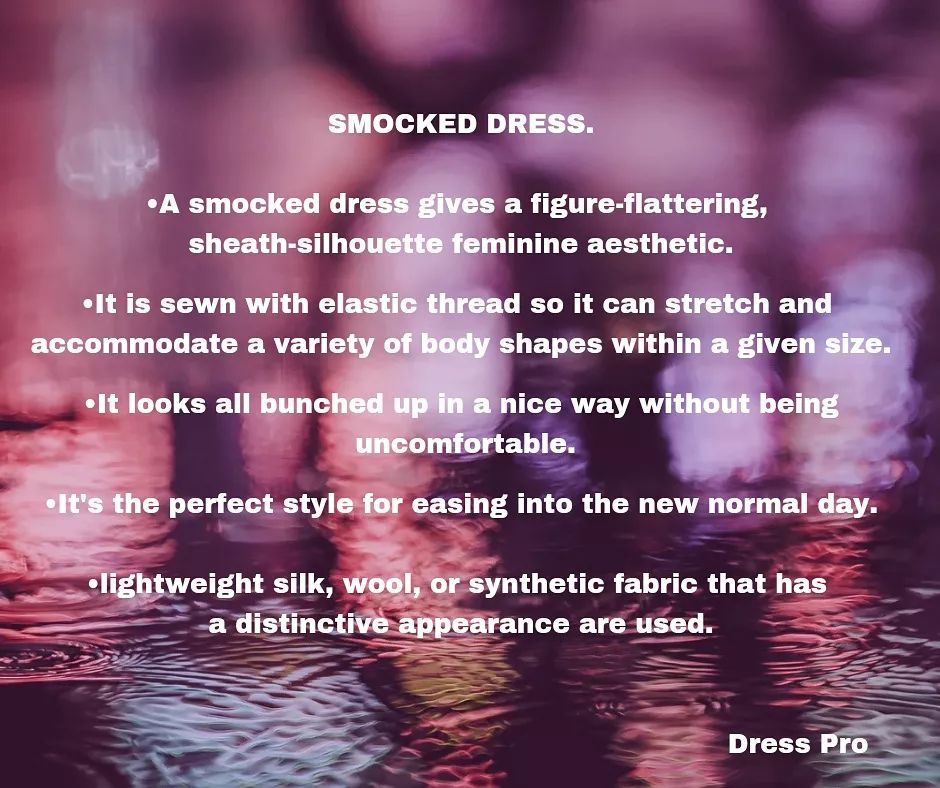 SMOCKED DRESS.
•A smocked dress gives a figure-flattering,
sheath-silhouette feminine aesthetic.
•It is sewn with elastic thread so it can stretch and
accommodate a variety of body shapes within a given size.
•It looks all bunched up in a nice way without being
uncomfortable.
•It's the perfect style for easing into the new normal day.
•lightweight silk, wool, or synthetic fabric that has
a distinctive appearance are used.
Dress Pro